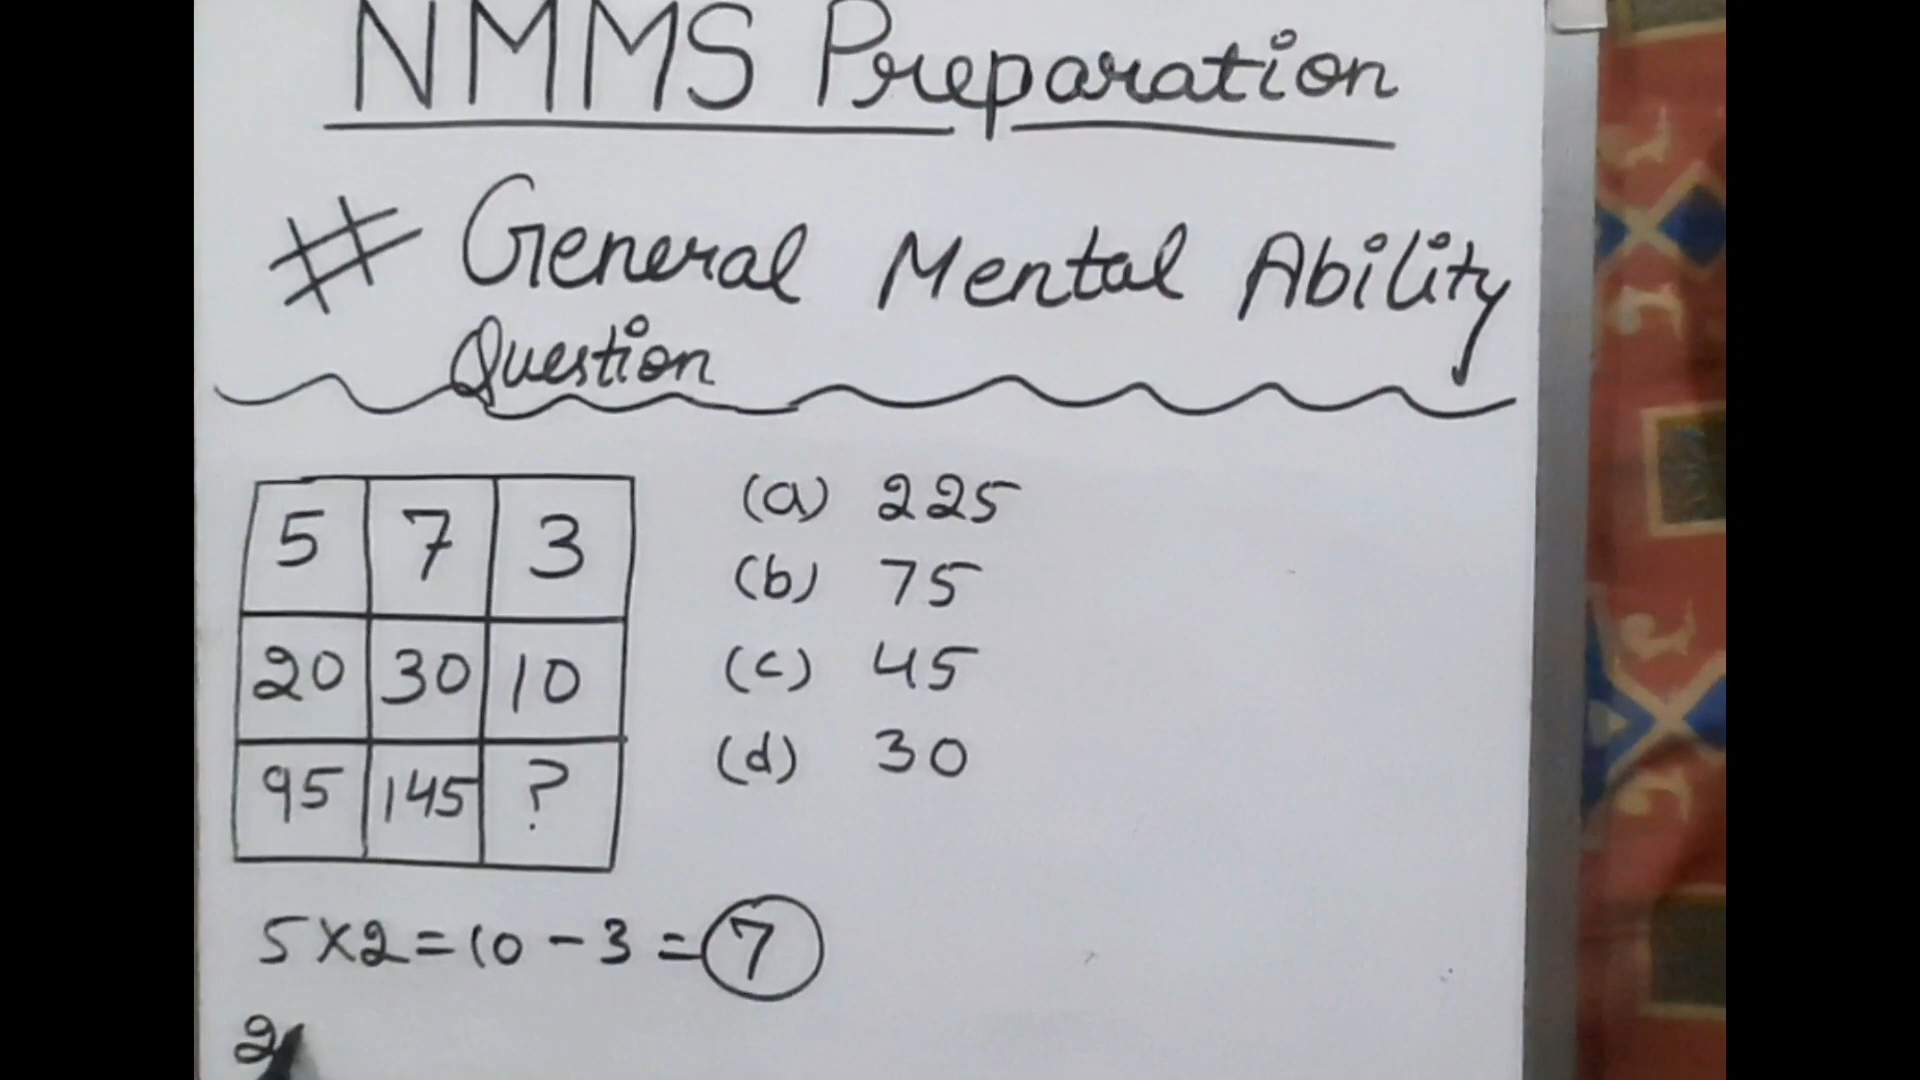 NMMS Preparation
# General Mental Ability
Question
5 7 3
20 30 10
95 145 ?
(a) 225
(b) 75
(c) 45
(d) 30
5×2=10-3=7
2